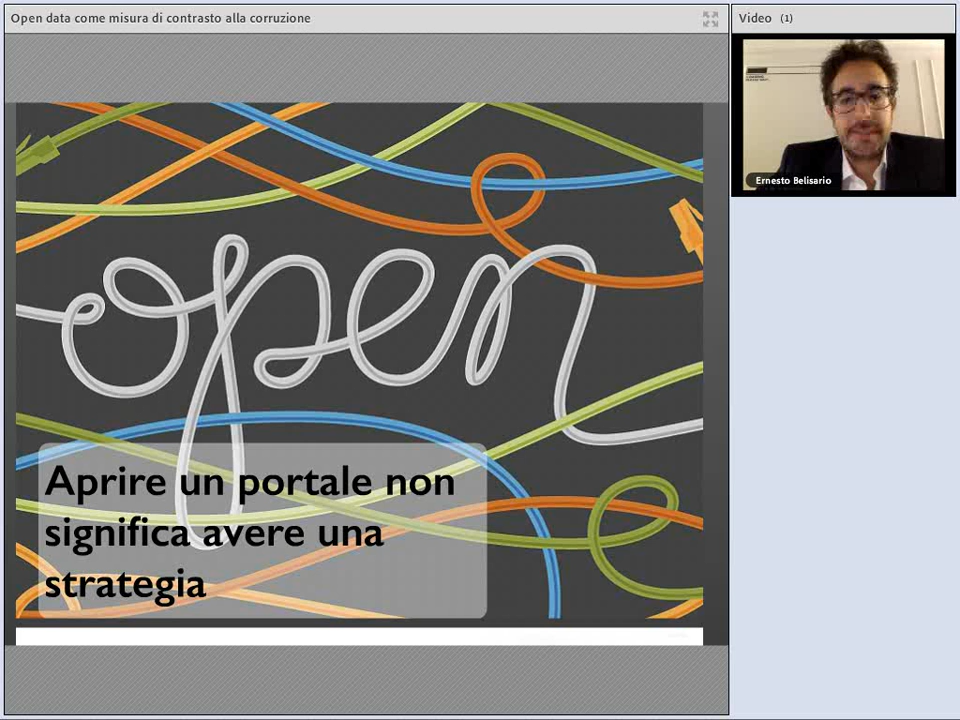 Open data come misura di contrasto alla corruzione
Video (1)
Ernesto Belisario
open
Aprire un portale non
significa avere una
strategia